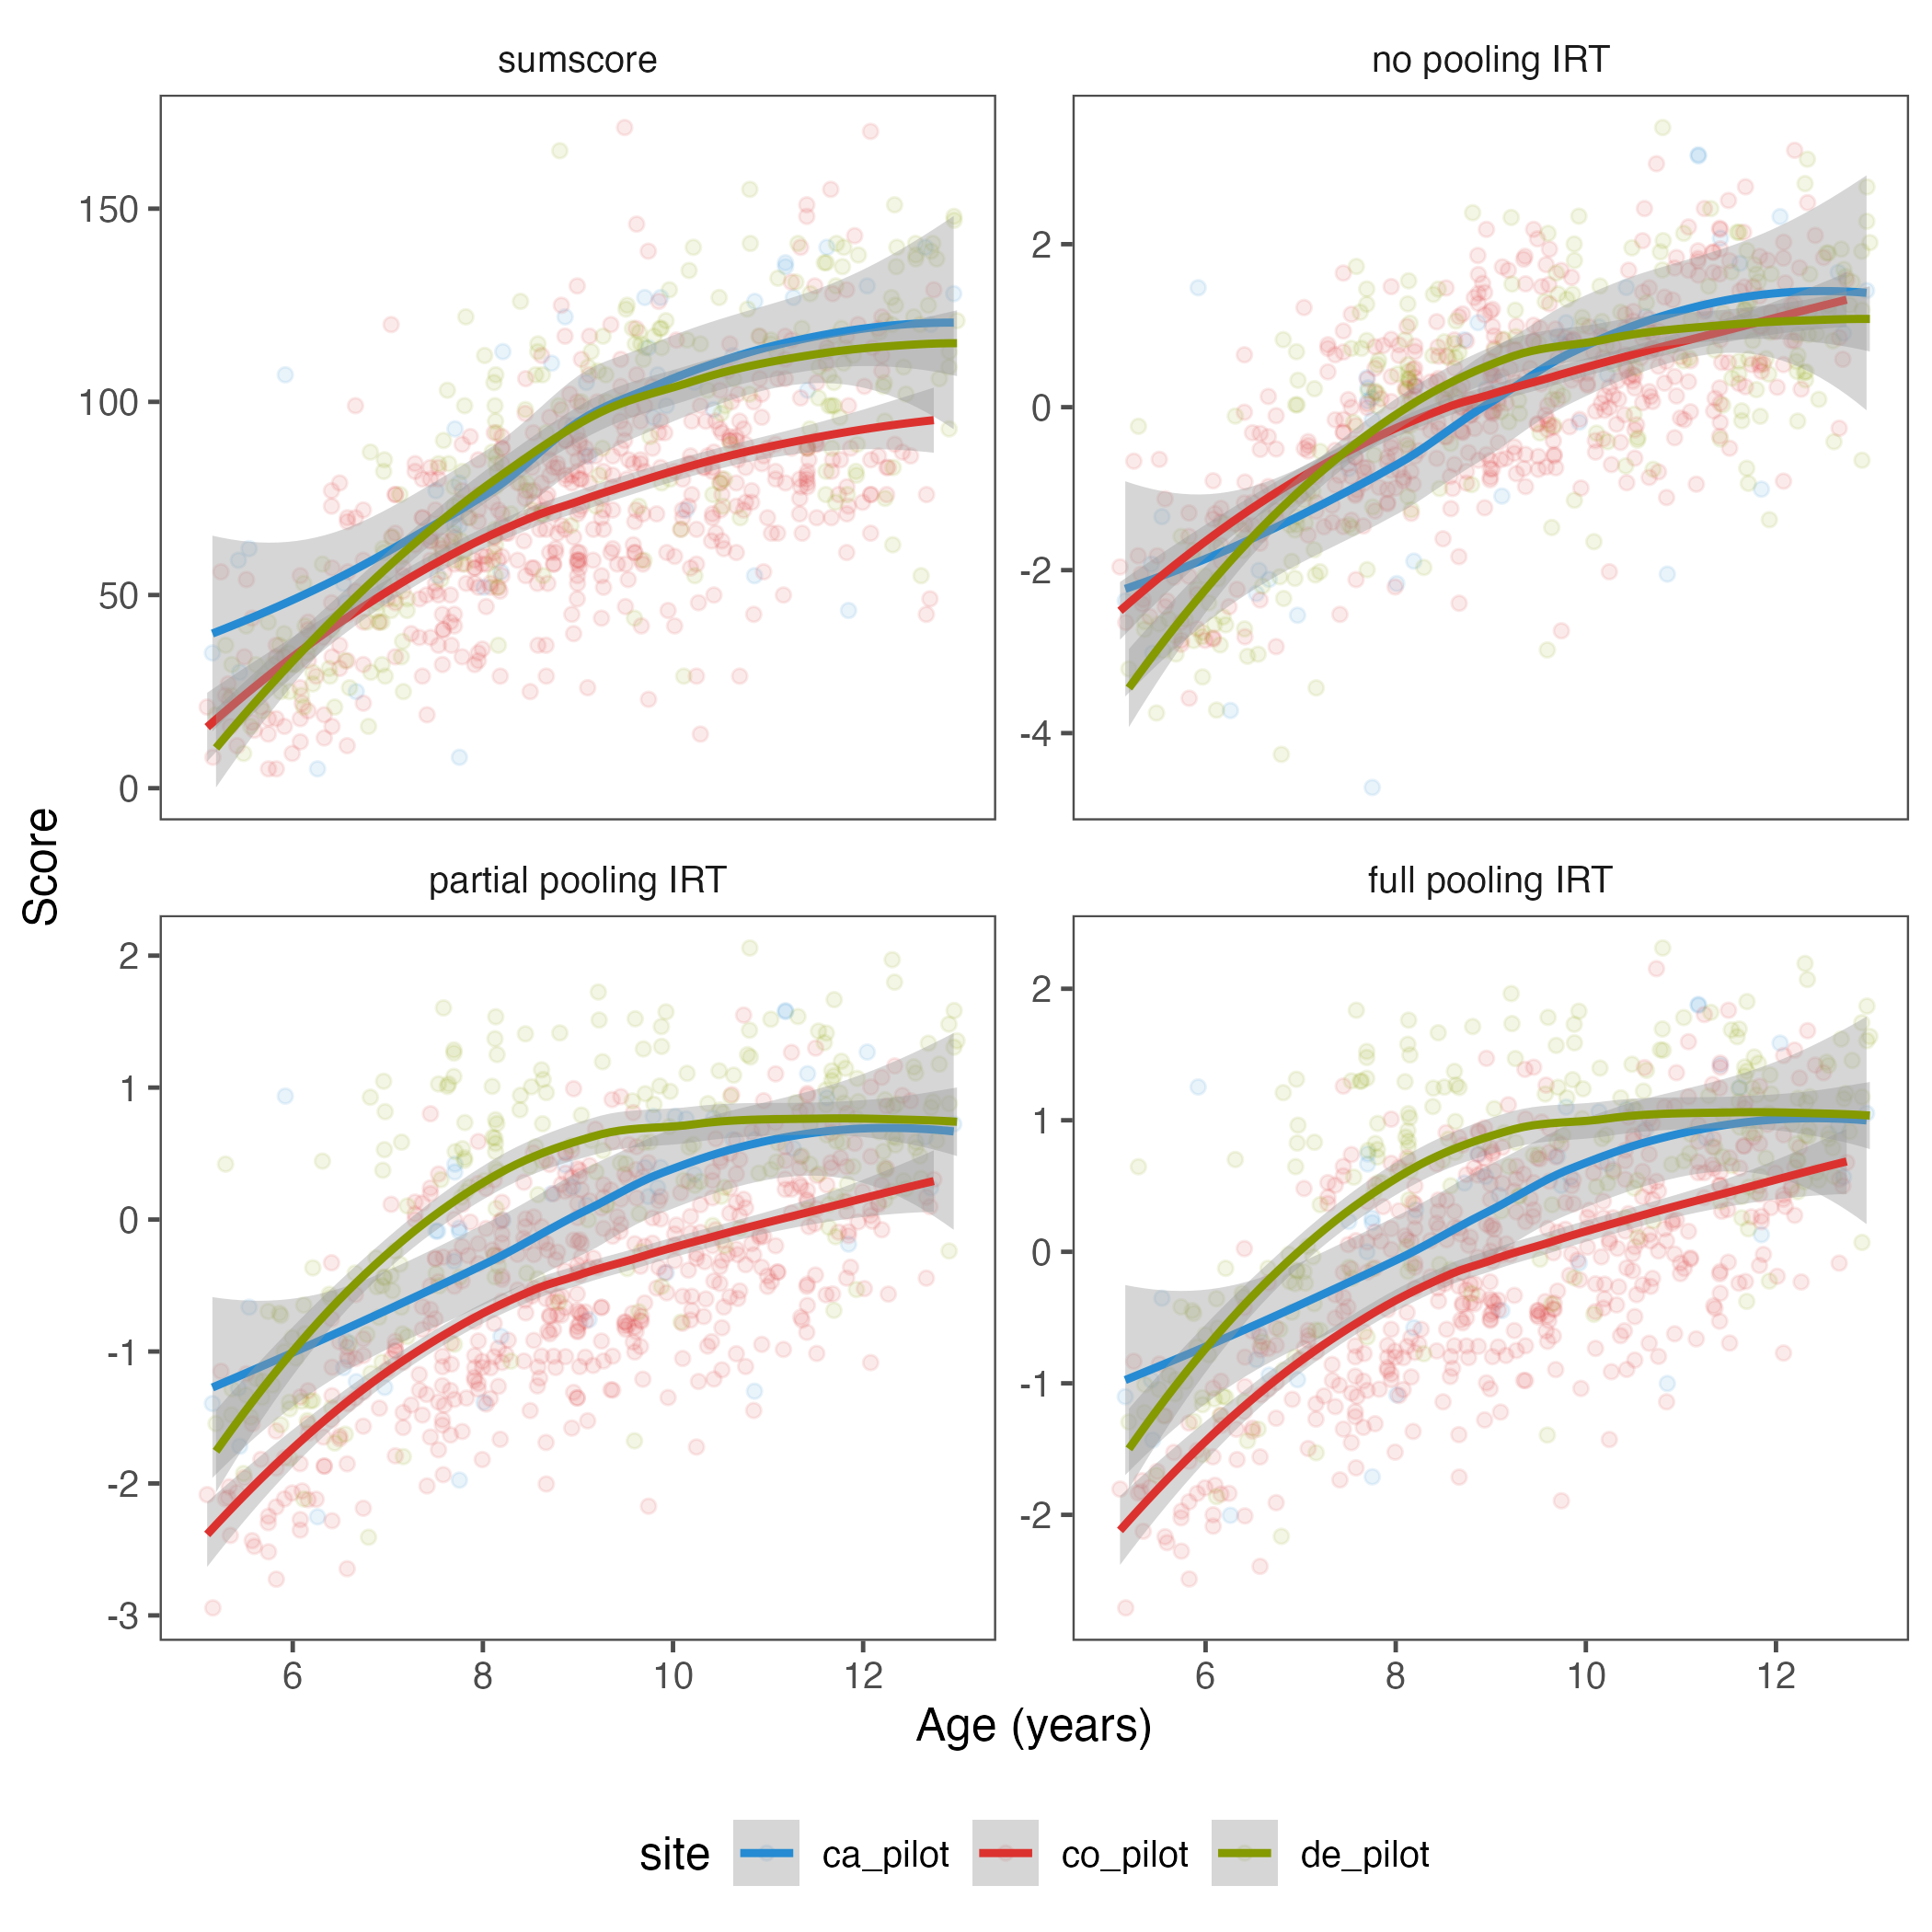 sumscore
no pooling IRT
150
100
50
0
2
0
-2
-4
Score
partial pooling IRT
full pooling IRT
2
1
0
-1
-2
-3
2
1
0
-1
-2
6 8 10 12
6 8 10 12
Age (years)
site ca_pilot co_pilot de_pilot